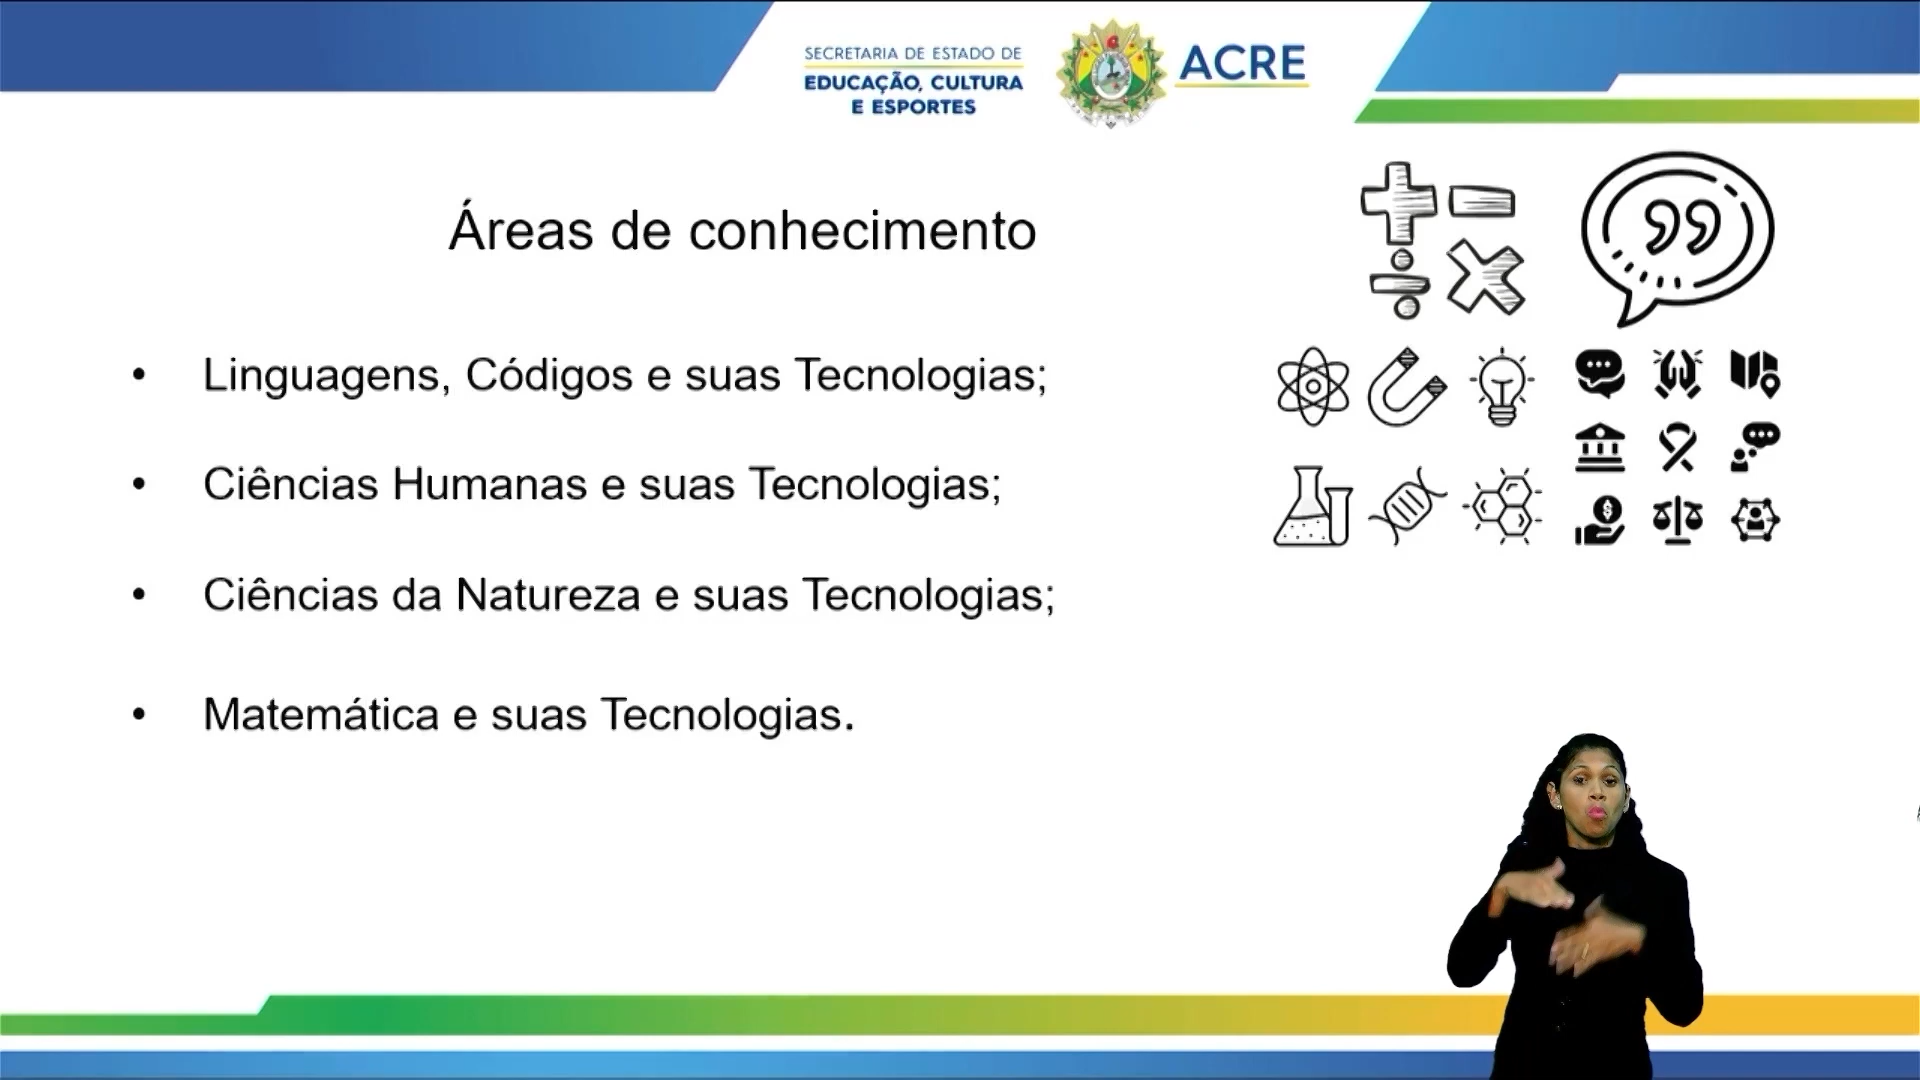 SECRETARIA DE ESTADO DE
EDUCAÇÃO, CULTURA
E ESPORTES
ACRE
Áreas de conhecimento
• Linguagens, Códigos e suas Tecnologias;
• Ciências Humanas e suas Tecnologias;
• Ciências da Natureza e suas Tecnologias;
• Matemática e suas Tecnologias.